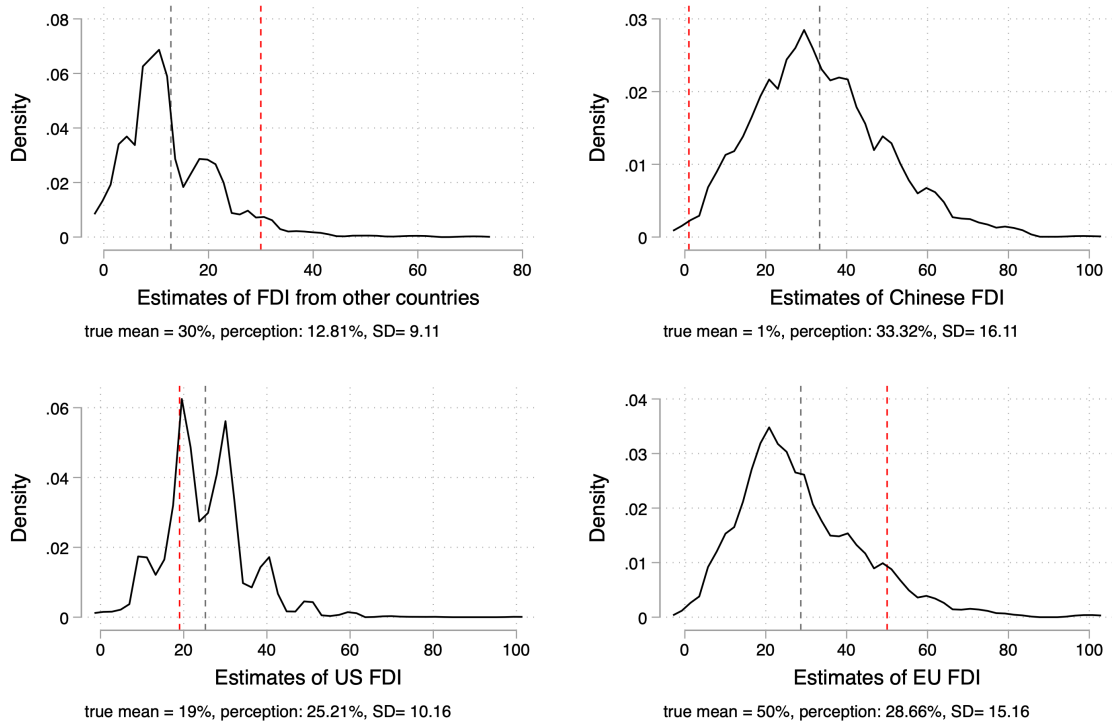 .08
.06
.04
.02
0
Density
0 20 40 60 80
Estimates of FDI from other countries
true mean = 30%, perception: 12.81%, SD= 9.11
.03
.02
.01
0
Density
0 20 40 60 80 100
Estimates of Chinese FDI
true mean = 1%, perception: 33.32%, SD= 16.11
.06
.04
.02
0
Density
0 20 40 60 80 100
Estimates of US FDI
true mean = 19%, perception: 25.21%, SD= 10.16
.04
.03
.02
.01
0
Density
0 20 40 60 80 100
Estimates of EU FDI
true mean = 50%, perception: 28.66%, SD= 15.16